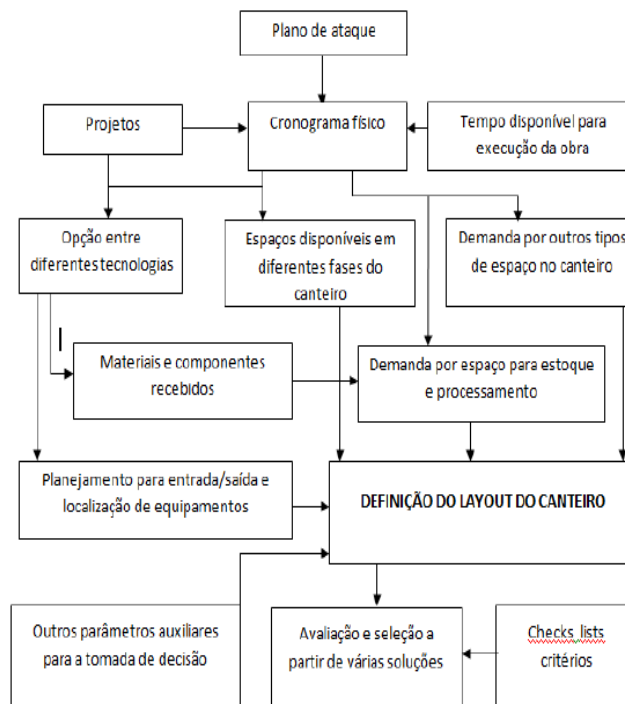 Plano de ataque
Projetos
Cronograma físico
Tempo disponível para
execução da obra
Opção entre
diferentes tecnologias
Espaços disponíveis em
diferentes fases do
canteiro
Demanda por outros tipos
de espaço no canteiro
Materiais e componentes
recebidos
Demanda por espaço para estoque
e processamento
Planejamento para entrada/saída e
localização de equipamentos
DEFINIÇÃO DO LAYOUT DO CANTEIRO
Outros parâmetros auxiliares
para a tomada de decisão
Avaliação e seleção a
partir de várias soluções
Checks lists
critérios